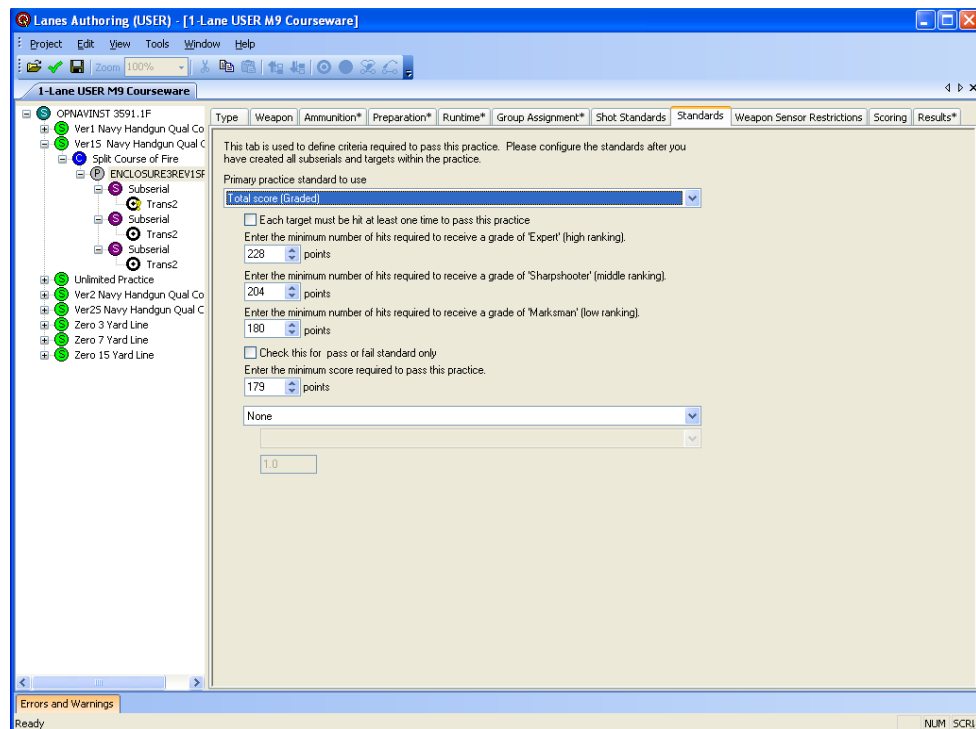 Lanes Authoring (USER) - [1-Lane USER M9 Courseware]
Project Edit View Tools Window Help
Zoom 100%
1-Lane USER M9 Courseware
OPNAVINST 3591.1F
Ver1 Navy Handgun Qual Co
Ver1S Navy Handgun Qual C
Split Course of Fire
ENCLOSURE3REV1SF
Subserial
Trans2
Subserial
Trans2
Subserial
Trans2
Unlimited Practice
Ver2 Navy Handgun Qual Co
Ver2S Navy Handgun Qual C
Zero 3 Yard Line
Zero 7 Yard Line
Zero 15 Yard Line
Type Weapon Ammunition* Preparation* Runtime* Group Assignment* Shot Standards Standards Weapon Sensor Restrictions Scoring Results*
This tab is used to define criteria required to pass this practice. Please configure the standards after you
have created all subserials and targets within the practice.
Primary practice standard to use
Total score (Graded)
Each target must be hit at least one time to pass this practice
Enter the minimum number of hits required to receive a grade of 'Expert' (high ranking).
228 points
Enter the minimum number of hits required to receive a grade of 'Sharpshooter' (middle ranking).
204 points
Enter the minimum number of hits required to receive a grade of 'Marksman' (low ranking).
180 points
Check this for pass or fail standard only
Enter the minimum score required to pass this practice.
179 points
None
1.0
Errors and Warnings
Ready NUM SCRL